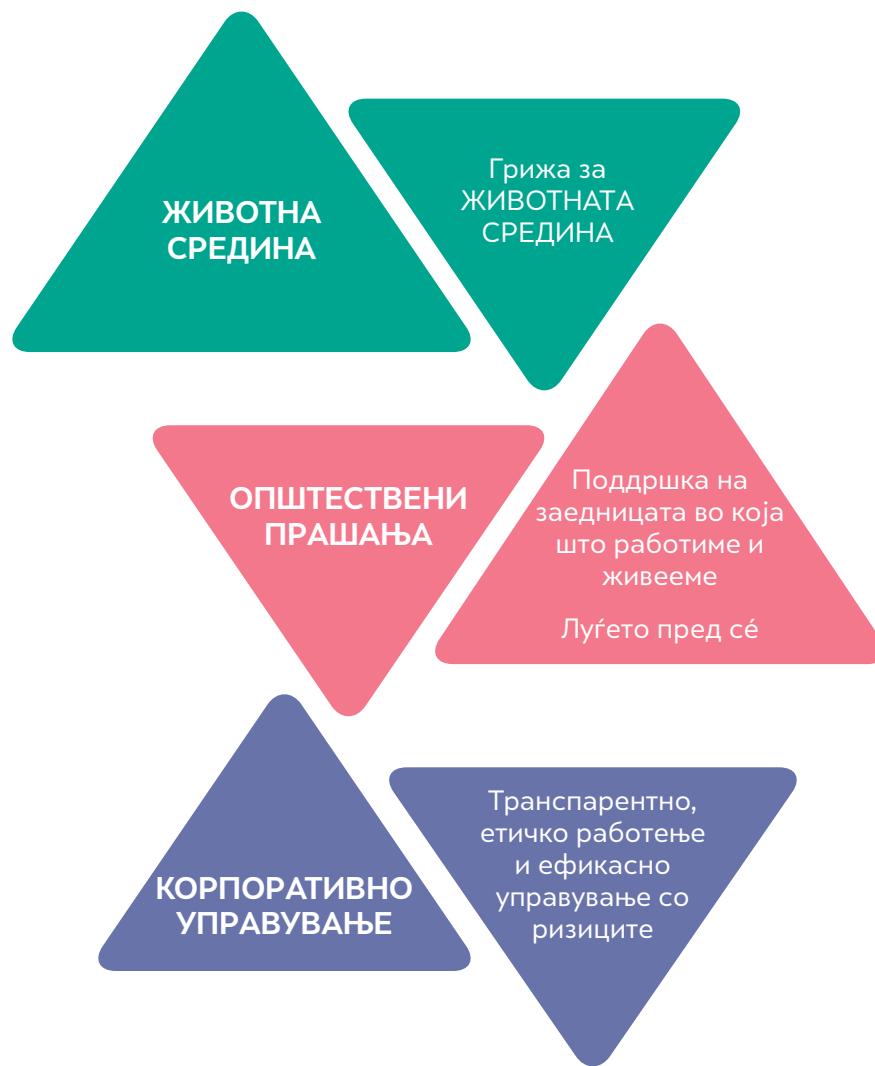 ЖИВОТНА
СРЕДИНА
Грижа за
ЖИВОТНАТА
СРЕДИНА
ОПШТЕСТВЕНИ
ПРАШАЊА
Поддршка на
заедницата во која
што работиме и
живееме
Луѓето пред сé
КОРПОРАТИВНО
УПРАВУВАЊЕ
Транспарентно,
етичко работење
и ефикасно
управување со
ризиците